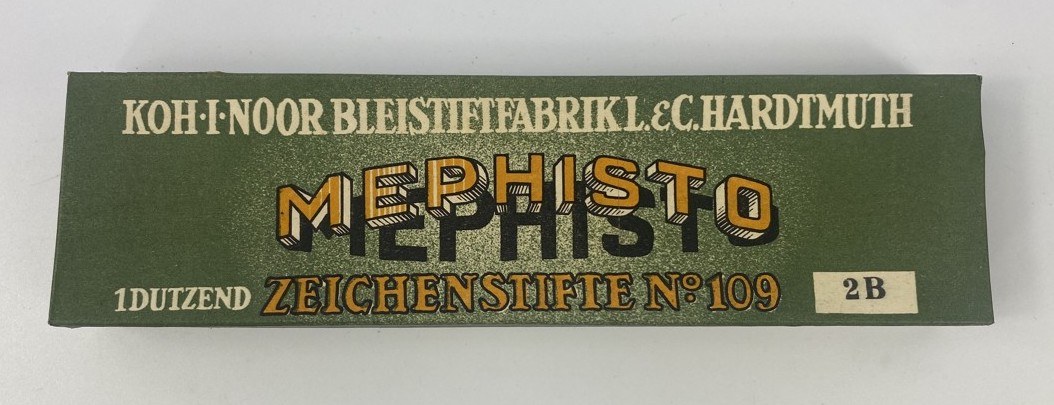 KOH·I·NOOR BLEISTIFTFABRIK L.&C.HARDTMUTH
MEPHISTO
1 DUTZEND ZEICHENSTIFTE Nº 109 2B